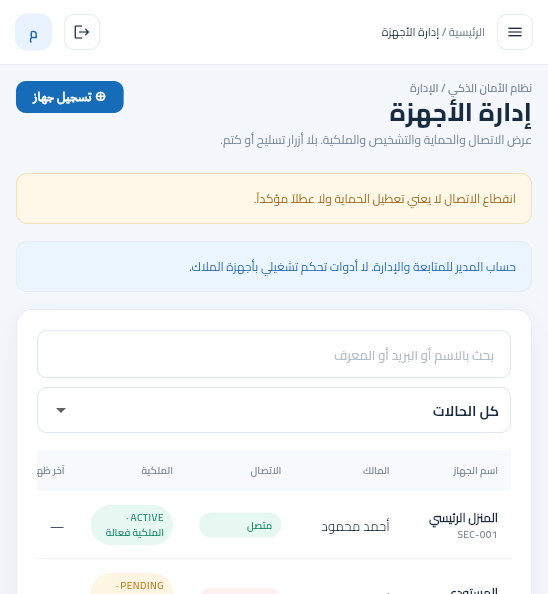 الرئيسية / إدارة الأجهزة
م
نظام الأمان الذكي / الإدارة
إدارة الأجهزة
عرض الاتصال والحماية والتشخيص والملكية. بلا أزرار تسليح أو كتم.
⊕ تسجيل جهاز
انقطاع الاتصال لا يعني تعطيل الحماية ولا عطلاً مؤكداً.
حساب المدير للمتابعة والإدارة. لا أدوات تحكم تشغيلي بأجهزة الملاك.
بحث بالاسم أو البريد أو المعرف
كل الحالات
اسم الجهاز المالك الاتصال الملكية آخر
المنزل الرئيسي
SEC-001
أحمد محمود
متصل
ACTIVE ·
الملكية فعالة
—
PENDING ·